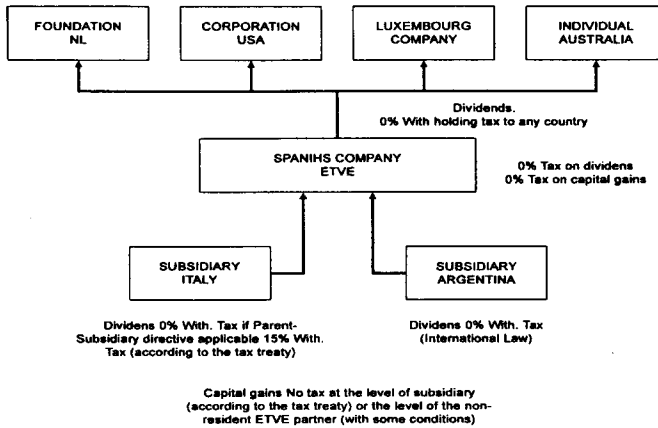 FOUNDATION
NL
CORPORATION
USA
LUXEMBOURG
COMPANY
INDIVIDUAL
AUSTRALIA
Dividends.
0% With holding tax to any country
SPANIHS COMPANY
ETVE
0% Tax on dividends
0% Tax on capital gains
SUBSIDIARY
ITALY
SUBSIDIARY
ARGENTINA
Dividens 0% With. Tax if Parent-
Subsidiary directive applicable 15% With.
Tax (according to the tax treaty)
Dividens 0% With. Tax
(International Law)
Capital gains No tax at the level of subsidiary
(according to the tax treaty) or the level of the non-
resident ETVE partner (with some conditions)